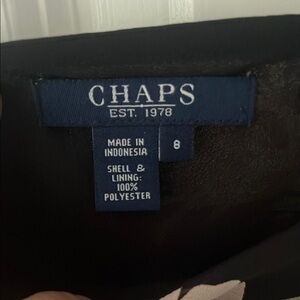 CHAPS
EST. 1978
MADE IN
INDONESIA
8
SHELL &
LINING:
100%
POLYESTER